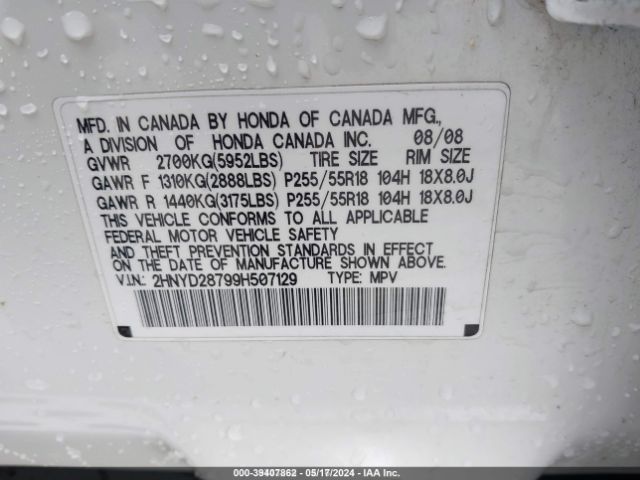 MFD. IN CANADA BY HONDA OF CANADA MFG.,
A DIVISION OF HONDA CANADA INC. 08/08
GVWR 2700KG(5952LBS) TIRE SIZE RIM SIZE
GAWR F 1310KG(2888LBS) P255/55R18 104H 18X8.0J
GAWR R 1440KG(3175LBS) P255/55R18 104H 18X8.0J
THIS VEHICLE CONFORMS TO ALL APPLICABLE
FEDERAL MOTOR VEHICLE SAFETY
AND THEFT PREVENTION STANDARDS IN EFFECT
ON THE DATE OF MANUFACTURE SHOWN ABOVE.
V.I.N.: 2HNYD28799H507129 TYPE: MPV
000-39407862 - 05/17/2024 - IAA Inc.